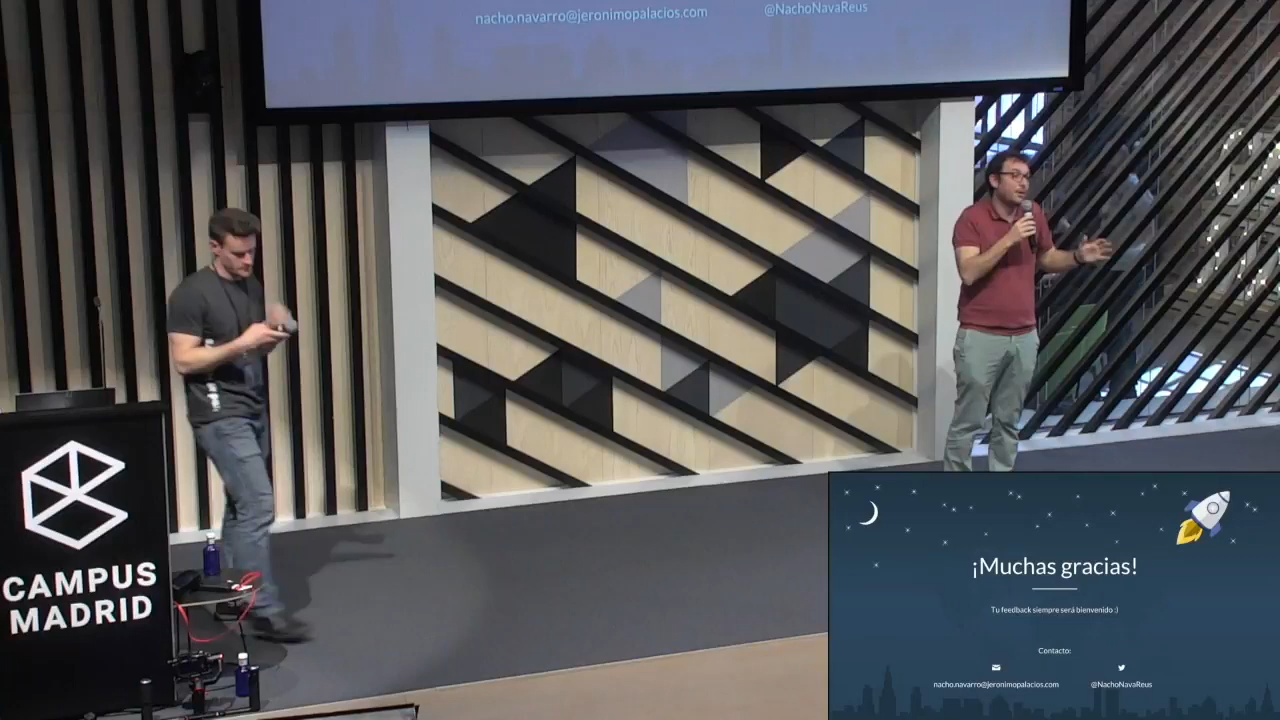 nacho.navarro@jeronimopalacios.com @NachoNavaReus
CAMPUS
MADRID
¡Muchas gracias!
Tu feedback siempre será bienvenido :)
Contacto:
nacho.navarro@jeronimopalacios.com @NachoNavaReus